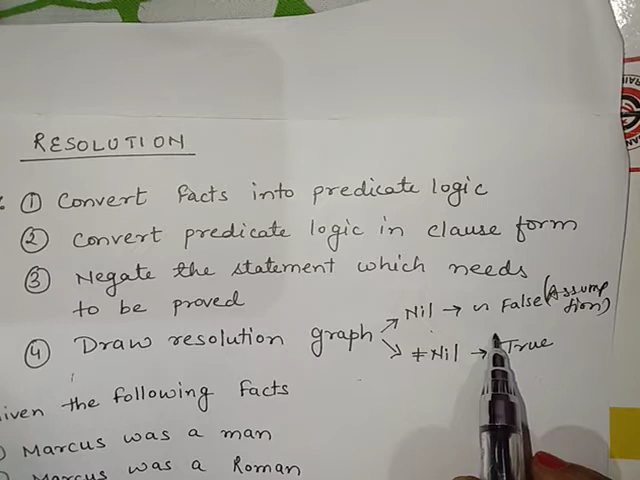 RESOLUTION
① Convert facts into predicate logic
② Convert predicate logic in clause form
③ Negate the statement which needs
to be proved
Nil → False (Assump
tion)
④ Draw resolution graph
≠ Nil → True
the following facts
Marcus was a man
Marcus was a Roman